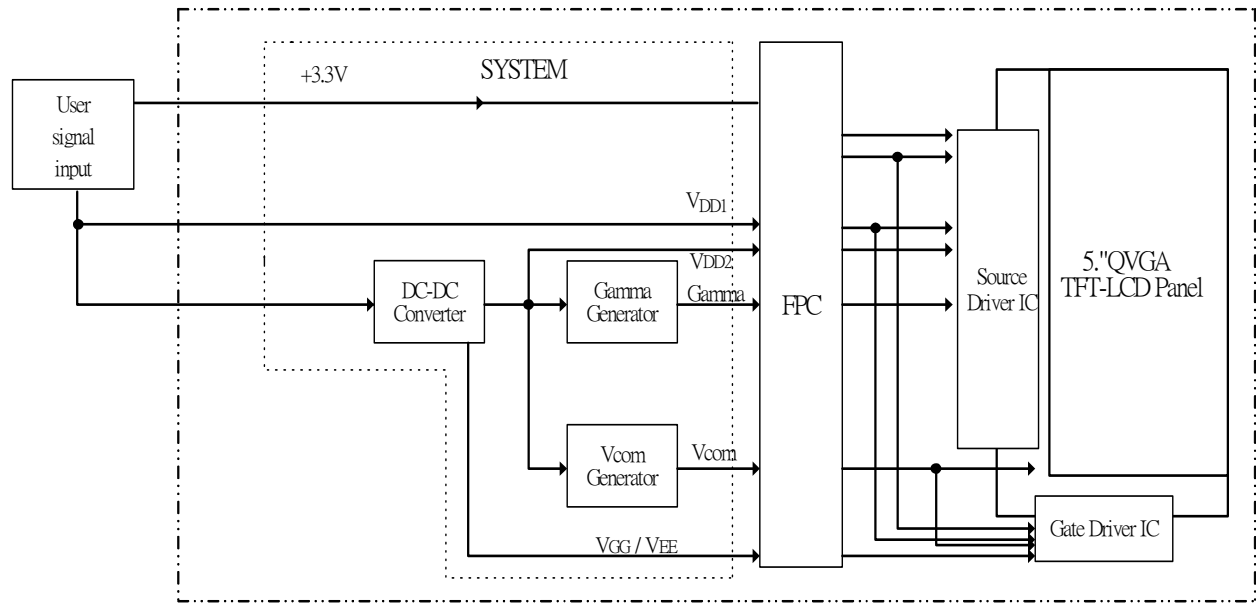 +3.3V
SYSTEM
User
signal
input
VDD1
VDD2
DC-DC
Converter
Gamma
Generator
Gamma
FPC
Source
Driver IC
5."QVGA
TFT-LCD Panel
Vcom
Generator
Vcom
VGG / VEE
Gate Driver IC